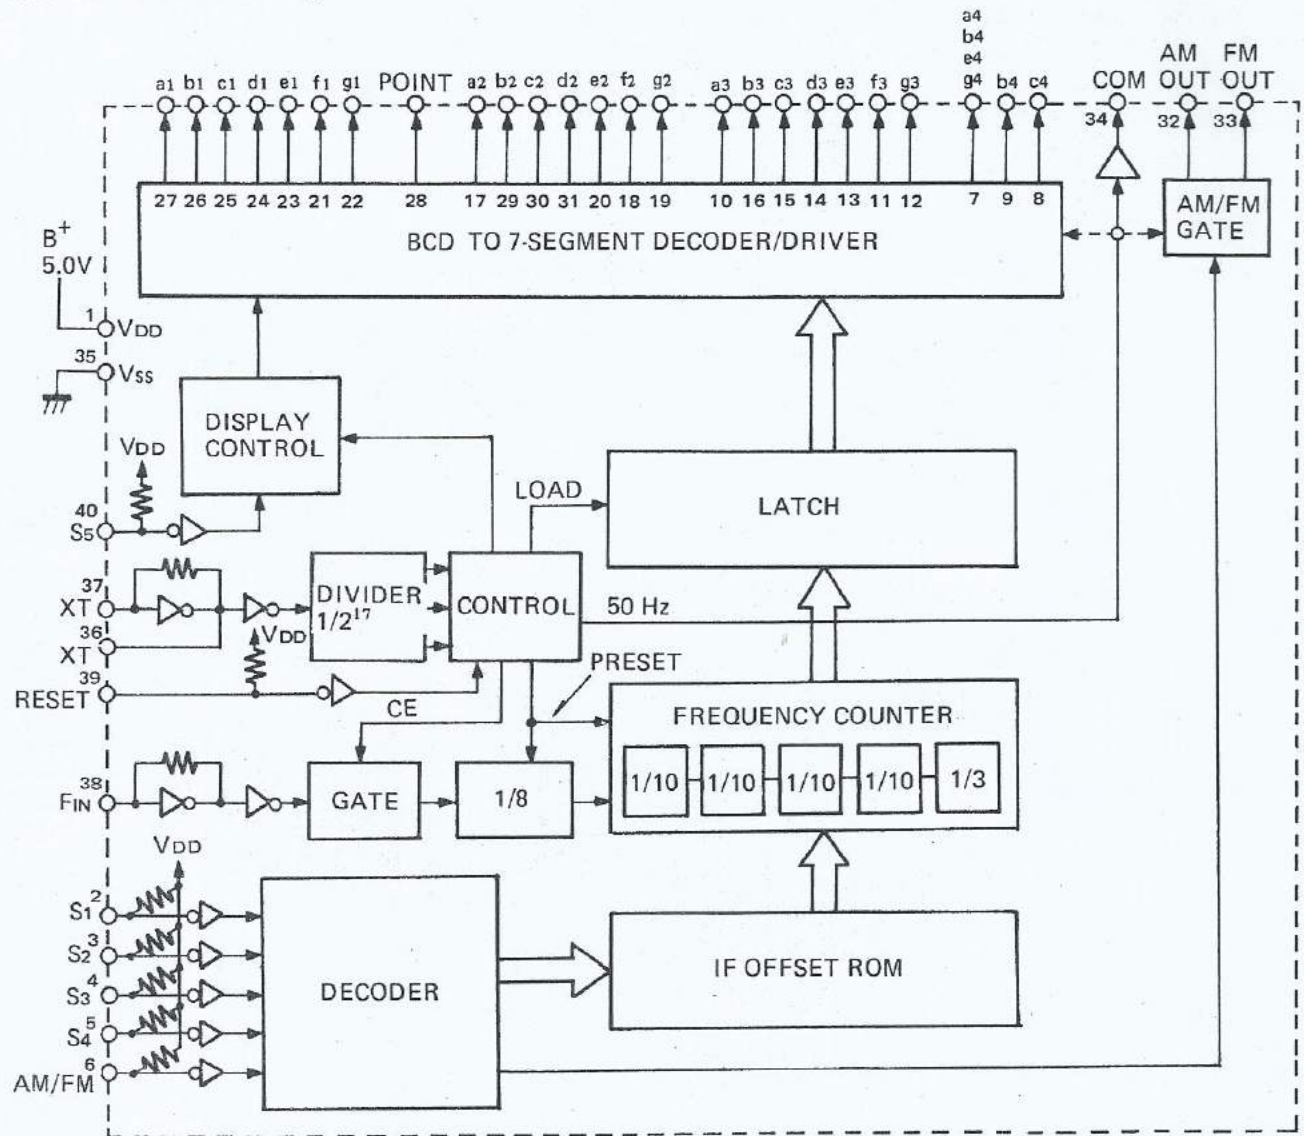 a4
b4
e4
g4 b4 c4
AM OUT
FM OUT
COM
a1 b1 c1 d1 e1 f1 g1 POINT a2 b2 c2 d2 e2 f2 g2 a3 b3 c3 d3 e3 f3 g3
34 32 33
27 26 25 24 23 21 22 28 17 29 30 31 20 18 19 10 16 15 14 13 11 12 7 9 8
BCD TO 7-SEGMENT DECODER/DRIVER
AM/FM
GATE
B+
5.0V
1 VDD
35 VSS
DISPLAY
CONTROL
VDD
40
S5
LOAD
LATCH
37
XT
DIVIDER
1/2¹⁷
CONTROL
50 Hz
36
XT
VDD
39
RESET
PRESET
CE
FREQUENCY COUNTER
1/10 1/10 1/10 1/10 1/3
38
FIN
GATE
1/8
VDD
S1 2
S2 3
S3 4
S4 5
AM/FM 6
DECODER
IF OFFSET ROM